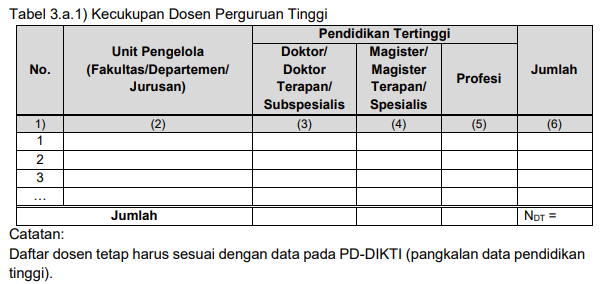 Tabel 3.a.1) Kecukupan Dosen Perguruan Tinggi
No.
Unit Pengelola
(Fakultas/Departemen/
Jurusan)
Pendidikan Tertinggi
Doktor/
Doktor
Terapan/
Subspesialis
Magister/
Magister
Terapan/
Spesialis
Profesi
Jumlah
1) (2) (3) (4) (5) (6)
1
2
3
…
Jumlah NDT =
Catatan:
Daftar dosen tetap harus sesuai dengan data pada PD-DIKTI (pangkalan data pendidikan
tinggi).